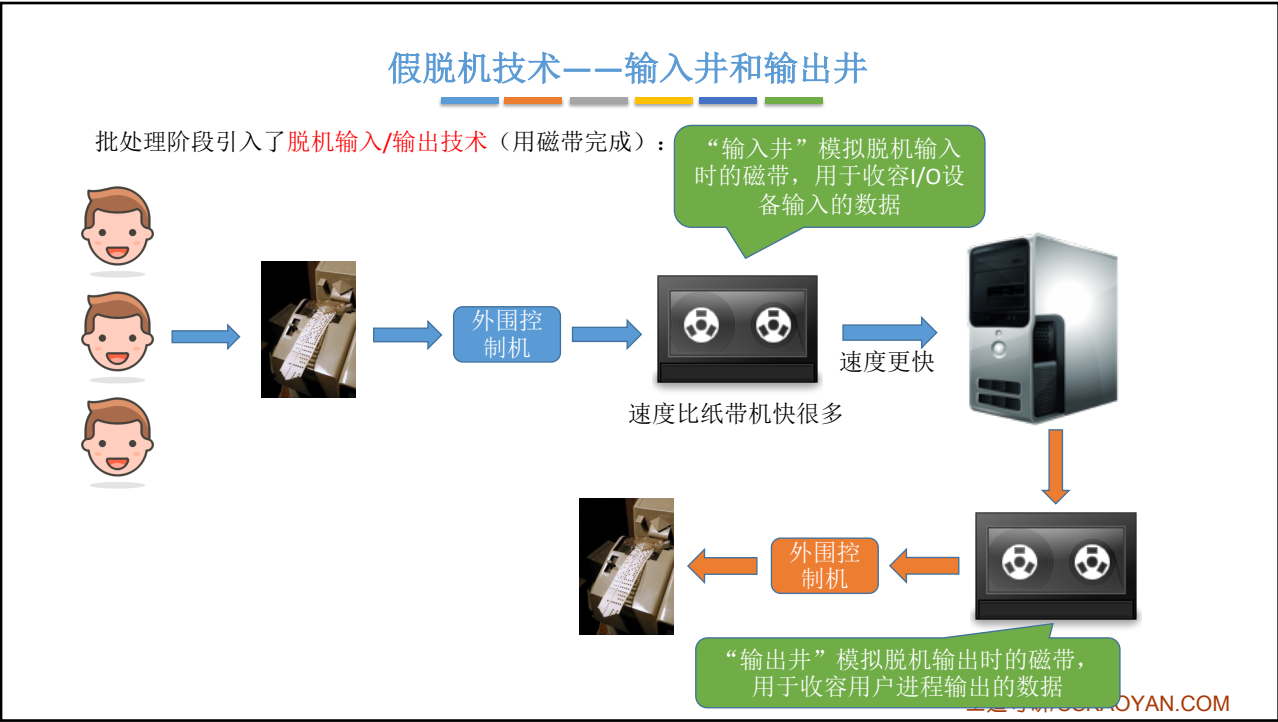 假脱机技术——输入井和输出井
批处理阶段引入了脱机输入/输出技术（用磁带完成）：
“输入井”模拟脱机输入
时的磁带，用于收容I/O设
备输入的数据
外围控
制机
速度更快
速度比纸带机快很多
外围控
制机
“输出井”模拟脱机输出时的磁带，
用于收容用户进程输出的数据
OYAN.COM